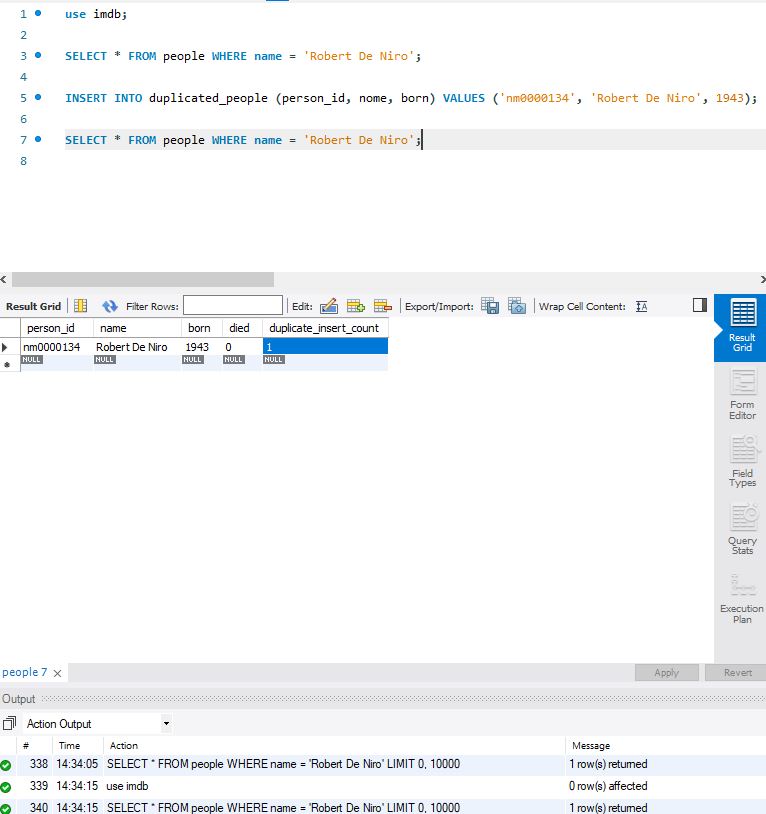 1 use imdb;
2
3 SELECT * FROM people WHERE name = 'Robert De Niro';
4
5 INSERT INTO duplicated_people (person_id, nome, born) VALUES ('nm0000134', 'Robert De Niro', 1943);
6
7 SELECT * FROM people WHERE name = 'Robert De Niro';
8
Result Grid Filter Rows: Edit: Export/Import: Wrap Cell Content: IA
person_id name born died duplicate_insert_count
nm0000134 Robert De Niro 1943 0 1
NULL NULL NULL NULL NULL
Result
Grid
Form
Editor
Field
Types
Query
Stats
Execution
Plan
people 7
Apply Revert
Output
Action Output
# Time Action Message
338 14:34:05 SELECT * FROM people WHERE name = 'Robert De Niro' LIMIT 0, 10000 1 row(s) returned
339 14:34:15 use imdb 0 row(s) affected
340 14:34:15 SELECT * FROM people WHERE name = 'Robert De Niro' LIMIT 0, 10000 1 row(s) returned